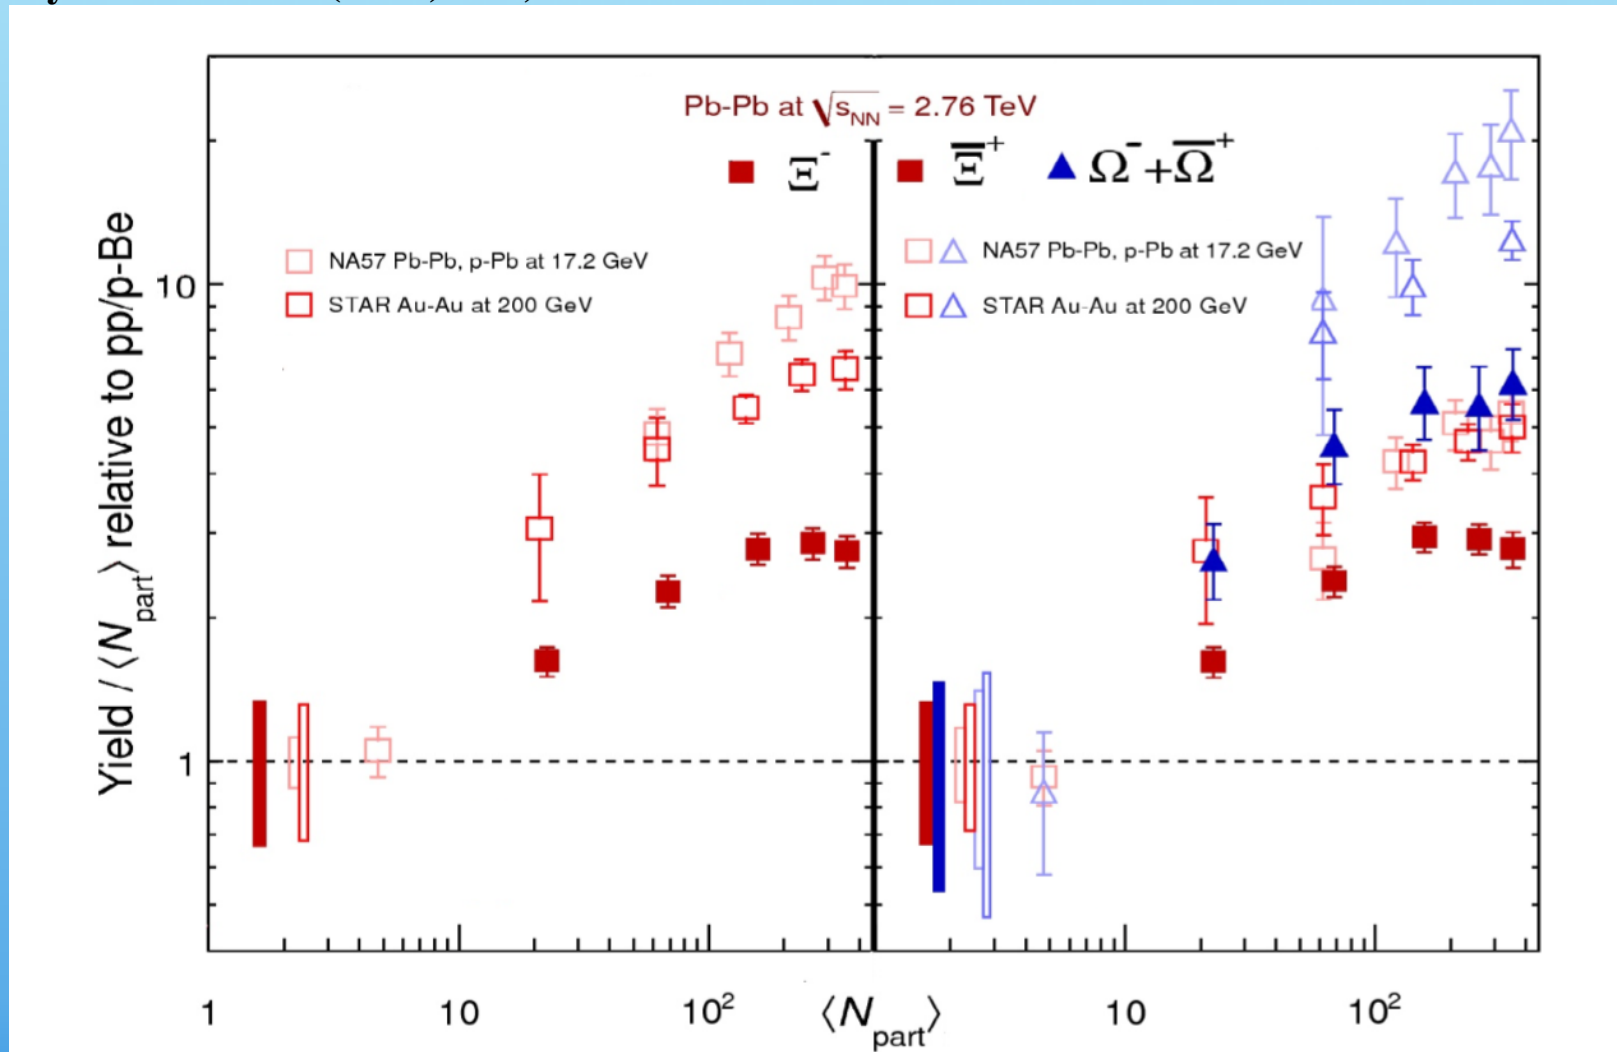 Pb-Pb at √sNN = 2.76 TeV
Ξ⁻
Ξ̅⁺ Ω⁻+Ω̅⁺
NA57 Pb-Pb, p-Pb at 17.2 GeV
STAR Au-Au at 200 GeV
NA57 Pb-Pb, p-Pb at 17.2 GeV
STAR Au-Au at 200 GeV
Yield / ⟨Npart⟩ relative to pp/p-Be
10
1
1 10 10² ⟨Npart⟩ 10 10²